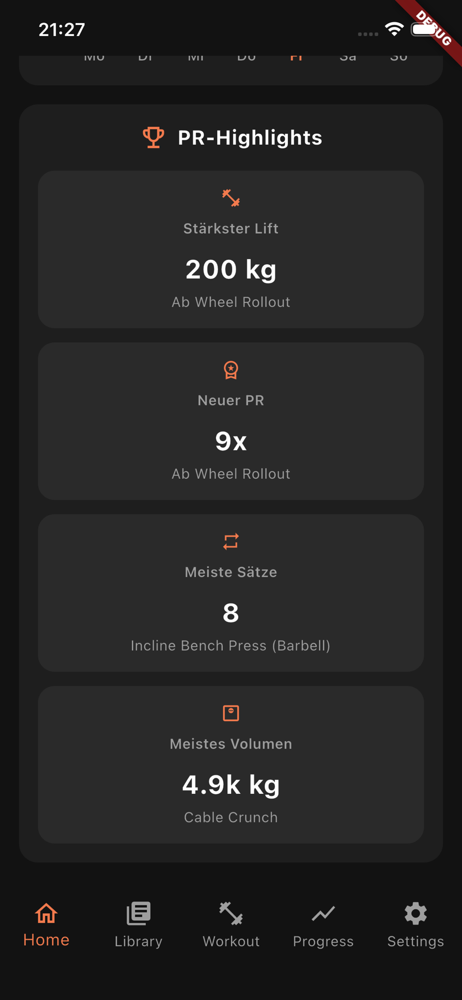 21:27
DEBUG
Mo Di Mi Do Fr Sa So
PR-Highlights
Stärkster Lift
200 kg
Ab Wheel Rollout
Neuer PR
9x
Ab Wheel Rollout
Meiste Sätze
8
Incline Bench Press (Barbell)
Meistes Volumen
4.9k kg
Cable Crunch
Home Library Workout Progress Settings